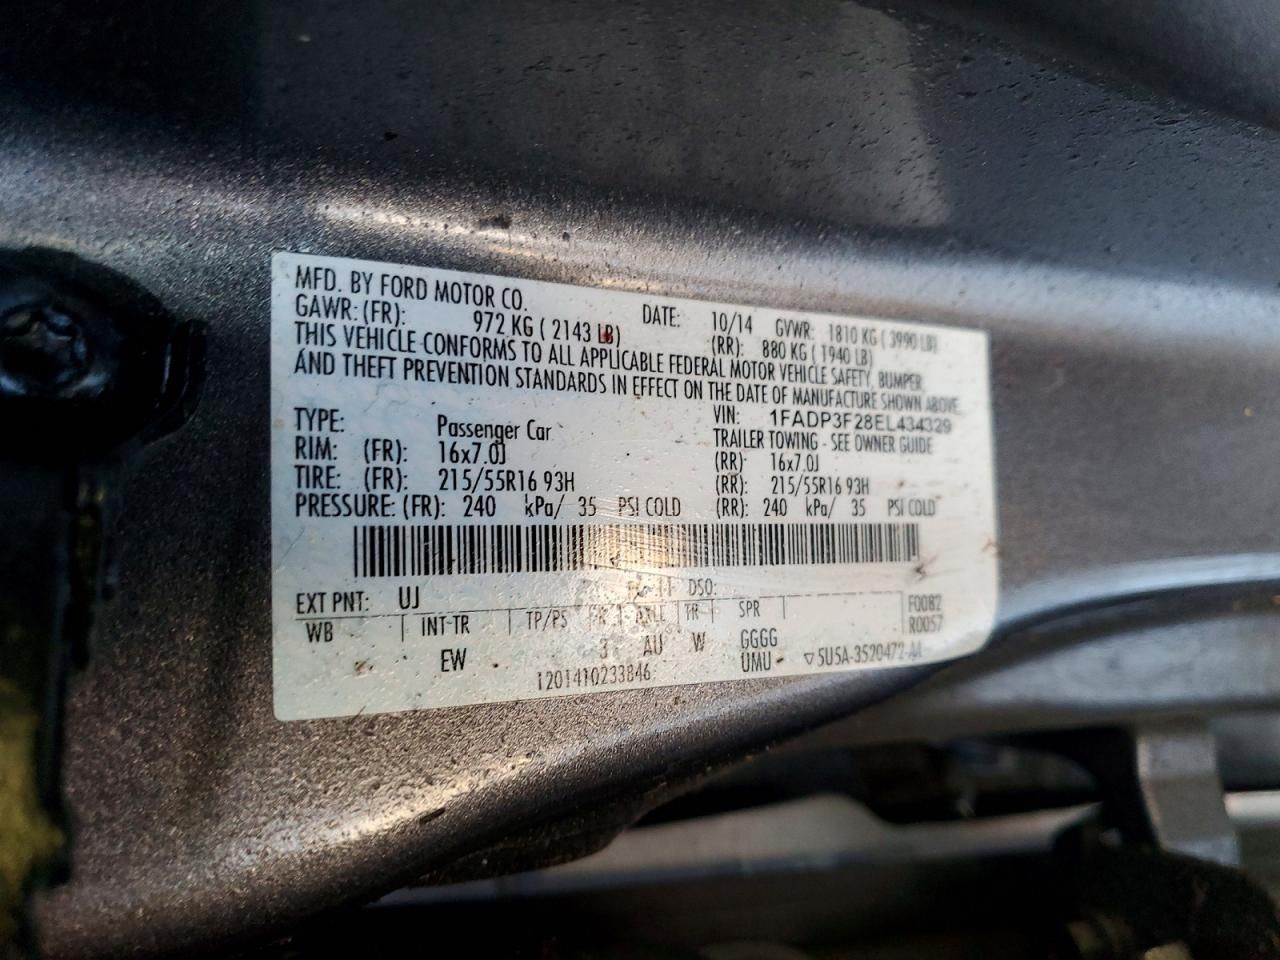 MFD. BY FORD MOTOR CO.
DATE: 10/14 GVWR: 1810 KG ( 3990 LB)
GAWR: (FR): 972 KG ( 2143 LB) (RR): 880 KG ( 1940 LB)
THIS VEHICLE CONFORMS TO ALL APPLICABLE FEDERAL MOTOR VEHICLE SAFETY, BUMPER,
AND THEFT PREVENTION STANDARDS IN EFFECT ON THE DATE OF MANUFACTURE SHOWN ABOVE.
VIN: 1FADP3F28EL434329
TYPE: Passenger Car TRAILER TOWING - SEE OWNER GUIDE
RIM: (FR): 16x7.0J (RR): 16x7.0J
TIRE: (FR): 215/55R16 93H (RR): 215/55R16 93H
PRESSURE: (FR): 240 kPa/ 35 PSI COLD (RR): 240 kPa/ 35 PSI COLD
EXT PNT: UJ DSO: F0082
WB INT-TR TP/PS AXLE TR SPR R0057
EW 3 AU W GGGG
UMU ▽5U5A-3520472-AA
1201410233846